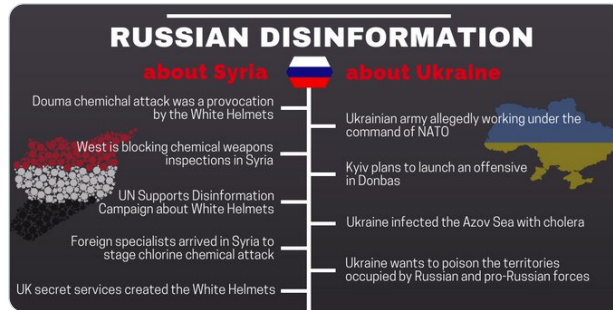 RUSSIAN DISINFORMATION
about Syria
Douma chemichal attack was a provocation
by the White Helmets
West is blocking chemical weapons
inspections in Syria
UN Supports Disinformation
Campaign about White Helmets
Foreign specialists arrived in Syria to
stage chlorine chemical attack
UK secret services created the White Helmets
about Ukraine
Ukrainian army allegedly working under the
command of NATO
Kyiv plans to launch an offensive
in Donbas
Ukraine infected the Azov Sea with cholera
Ukraine wants to poison the territories
occupied by Russian and pro-Russian forces